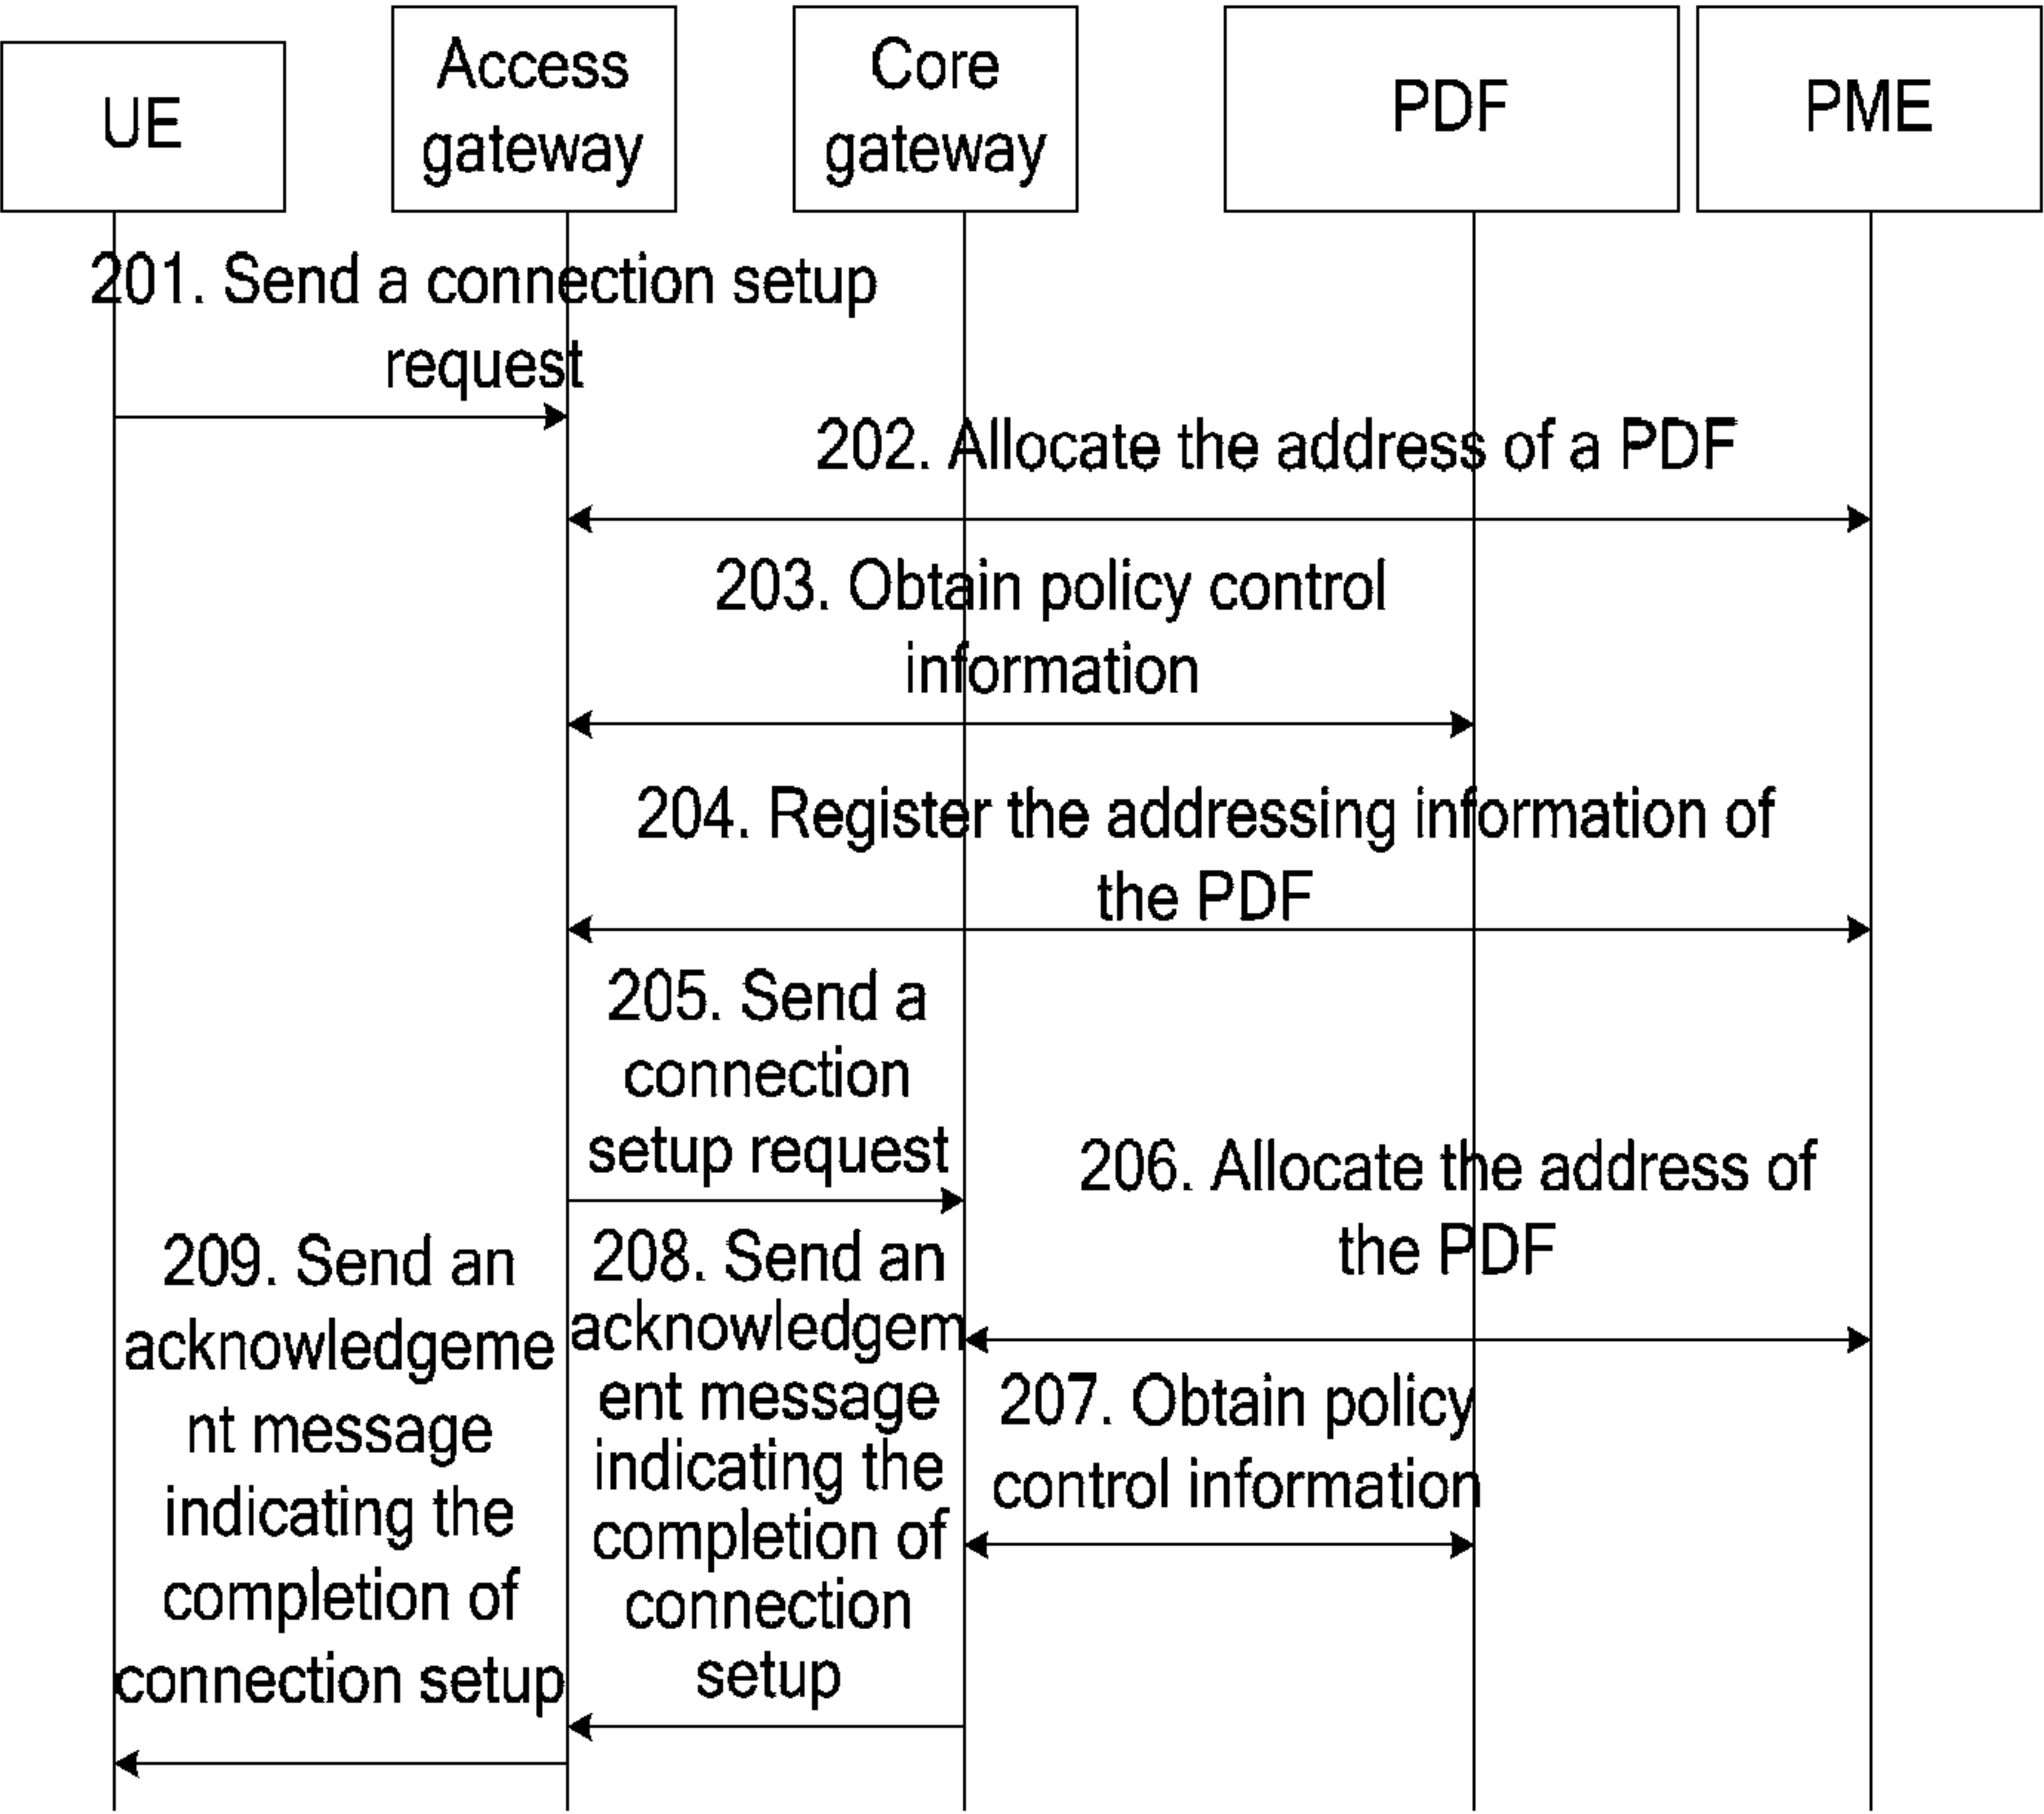 UE
Access
gateway
Core
gateway
PDF
PME
201. Send a connection setup
request
202. Allocate the address of a PDF
203. Obtain policy control
information
204. Register the addressing information of
the PDF
205. Send a
connection
setup request
206. Allocate the address of
the PDF
207. Obtain policy
control information
208. Send an
acknowledgem
ent message
indicating the
completion of
connection
setup
209. Send an
acknowledgeme
nt message
indicating the
completion of
connection setup